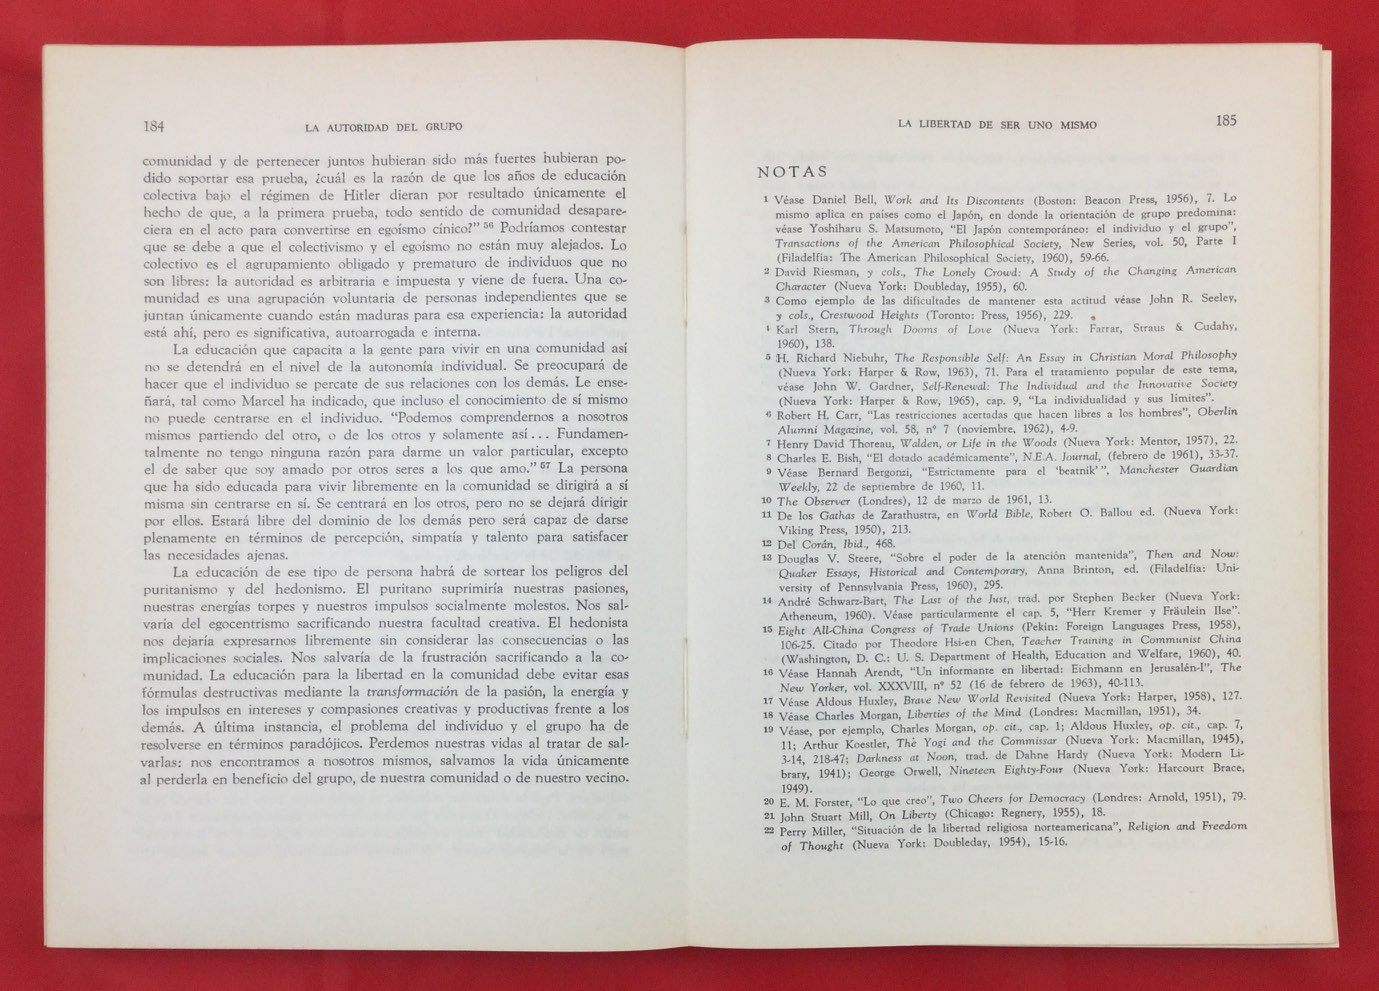 184
LA AUTORIDAD DEL GRUPO
comunidad y de pertenecer juntos hubieran sido más fuertes hubieran po-
dido soportar esa prueba, ¿cuál es la razón de que los años de educación
colectiva bajo el régimen de Hitler dieran por resultado únicamente el
hecho de que, a la primera prueba, todo sentido de comunidad desapare-
ciera en el acto para convertirse en egoísmo cínico?" 56 Podríamos contestar
que se debe a que el colectivismo y el egoísmo no están muy alejados. Lo
colectivo es el agrupamiento obligado y prematuro de individuos que no
son libres: la autoridad es arbitraria e impuesta y viene de fuera. Una co-
munidad es una agrupación voluntaria de personas independientes que se
juntan únicamente cuando están maduras para esa experiencia: la autoridad
está ahí, pero es significativa, autoarrogada e interna.
La educación que capacita a la gente para vivir en una comunidad así
no se detendrá en el nivel de la autonomía individual. Se preocupará de
hacer que el individuo se percate de sus relaciones con los demás. Le ense-
ñará, tal como Marcel ha indicado, que incluso el conocimiento de sí mismo
no puede centrarse en el individuo. "Podemos comprendernos a nosotros
mismos partiendo del otro, o de los otros y solamente así... Fundamen-
talmente no tengo ninguna razón para darme un valor particular, excepto
el de saber que soy amado por otros seres a los que amo." 57 La persona
que ha sido educada para vivir libremente en la comunidad se dirigirá a sí
misma sin centrarse en sí. Se centrará en los otros, pero no se dejará dirigir
por ellos. Estará libre del dominio de los demás pero será capaz de darse
plenamente en términos de percepción, simpatía y talento para satisfacer
las necesidades ajenas.
La educación de ese tipo de persona habrá de sortear los peligros del
puritanismo y del hedonismo. El puritano suprimiría nuestras pasiones,
nuestras energías torpes y nuestros impulsos socialmente molestos. Nos sal-
varía del egocentrismo sacrificando nuestra facultad creativa. El hedonista
nos dejaría expresarnos libremente sin considerar las consecuencias o las
implicaciones sociales. Nos salvaría de la frustración sacrificando a la co-
munidad. La educación para la libertad en la comunidad debe evitar esas
fórmulas destructivas mediante la transformación de la pasión, la energía y
los impulsos en intereses y compasiones creativas y productivas frente a los
demás. A última instancia, el problema del individuo y el grupo ha de
resolverse en términos paradójicos. Perdemos nuestras vidas al tratar de sal-
varlas: nos encontramos a nosotros mismos, salvamos la vida únicamente
al perderla en beneficio del grupo, de nuestra comunidad o de nuestro vecino.
LA LIBERTAD DE SER UNO MISMO
185
NOTAS
1 Véase Daniel Bell, Work and Its Discontents (Boston: Beacon Press, 1956), 7. Lo
mismo aplica en países como el Japón, en donde la orientación de grupo predomina:
véase Yoshiharu S. Matsumoto, "El Japón contemporáneo: el individuo y el grupo",
Transactions of the American Philosophical Society, New Series, vol. 50, Parte I
(Filadelfia: The American Philosophical Society, 1960), 59-66.
2 David Riesman, y cols., The Lonely Crowd: A Study of the Changing American
Character (Nueva York: Doubleday, 1955), 60.
3 Como ejemplo de las dificultades de mantener esta actitud véase John R. Seeley,
y cols., Crestwood Heights (Toronto: Press, 1956), 229.
4 Karl Stern, Through Dooms of Love (Nueva York: Farrar, Straus & Cudahy,
1960), 138.
5 H. Richard Niebuhr, The Responsible Self: An Essay in Christian Moral Philosophy
(Nueva York: Harper & Row, 1963), 71. Para el tratamiento popular de este tema,
véase John W. Gardner, Self-Renewal: The Individual and the Innovative Society
(Nueva York: Harper & Row, 1965), cap. 9, "La individualidad y sus límites".
6 Robert H. Carr, "Las restricciones acertadas que hacen libres a los hombres", Oberlin
Alumni Magazine, vol. 58, nº 7 (noviembre, 1962), 4-9.
7 Henry David Thoreau, Walden, or Life in the Woods (Nueva York: Mentor, 1957), 22.
8 Charles E. Bish, "El dotado académicamente", N.E.A. Journal, (febrero de 1961), 33-37.
9 Véase Bernard Bergonzi, "Estrictamente para el 'beatnik'", Manchester Guardian
Weekly, 22 de septiembre de 1960, 11.
10 The Observer (Londres), 12 de marzo de 1961, 13.
11 De los Gathas de Zarathustra, en World Bible, Robert O. Ballou ed. (Nueva York:
Viking Press, 1950), 213.
12 Del Corán, Ibid., 468.
13 Douglas V. Steere, "Sobre el poder de la atención mantenida", Then and Now:
Quaker Essays, Historical and Contemporary, Anna Brinton, ed. (Filadelfia: Uni-
versity of Pennsylvania Press, 1960), 295.
14 André Schwarz-Bart, The Last of the Just, trad. por Stephen Becker (Nueva York:
Atheneum, 1960). Véase particularmente el cap. 5, "Herr Kremer y Fräulein Ilse".
15 Eight All-China Congress of Trade Unions (Pekin: Foreign Languages Press, 1958),
106-25. Citado por Theodore Hsi-en Chen, Teacher Training in Communist China
(Washington, D. C.: U. S. Department of Health, Education and Welfare, 1960), 40.
16 Véase Hannah Arendt, "Un informante en libertad: Eichmann en Jerusalén-I", The
New Yorker, vol. XXXVIII, nº 52 (16 de febrero de 1963), 40-113.
17 Véase Aldous Huxley, Brave New World Revisited (Nueva York: Harper, 1958), 127.
18 Véase Charles Morgan, Liberties of the Mind (Londres: Macmillan, 1951), 34.
19 Véase, por ejemplo, Charles Morgan, op. cit., cap. 1; Aldous Huxley, op. cit., cap. 7,
11; Arthur Koestler, The Yogi and the Commissar (Nueva York: Macmillan, 1945),
3-14, 218-47; Darkness at Noon, trad. de Dahne Hardy (Nueva York: Modern Li-
brary, 1941); George Orwell, Nineteen Eighty-Four (Nueva York: Harcourt Brace,
1949).
20 E. M. Forster, "Lo que creo", Two Cheers for Democracy (Londres: Arnold, 1951), 79.
21 John Stuart Mill, On Liberty (Chicago: Regnery, 1955), 18.
22 Perry Miller, "Situación de la libertad religiosa norteamericana", Religion and Freedom
of Thought (Nueva York: Doubleday, 1954), 15-16.